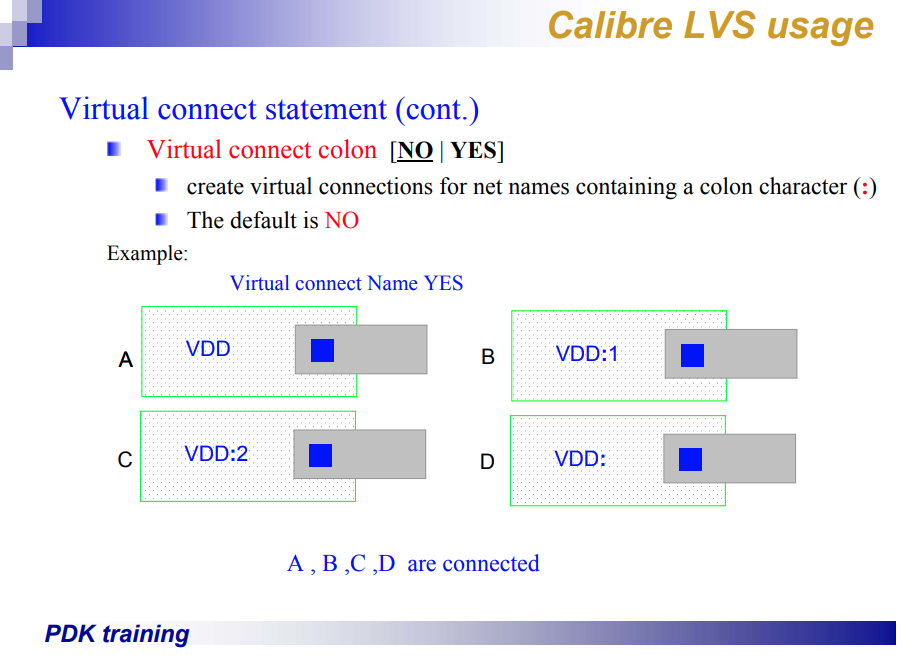 Calibre LVS usage
Virtual connect statement (cont.)
Virtual connect colon [NO | YES]
create virtual connections for net names containing a colon character (:)
The default is NO
Example:
Virtual connect Name YES
A
VDD
B
VDD:1
C
VDD:2
D
VDD:
A , B ,C ,D are connected
PDK training